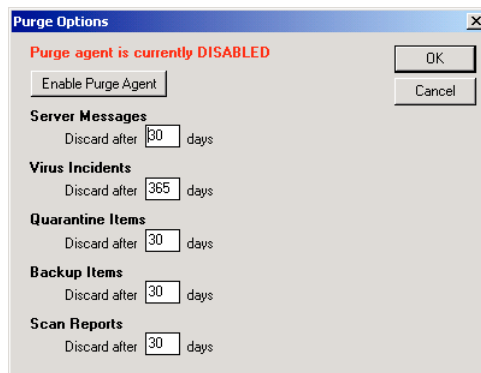 Purge Options
Purge agent is currently DISABLED
OK
Enable Purge Agent
Cancel
Server Messages
Discard after 30 days
Virus Incidents
Discard after 365 days
Quarantine Items
Discard after 30 days
Backup Items
Discard after 30 days
Scan Reports
Discard after 30 days